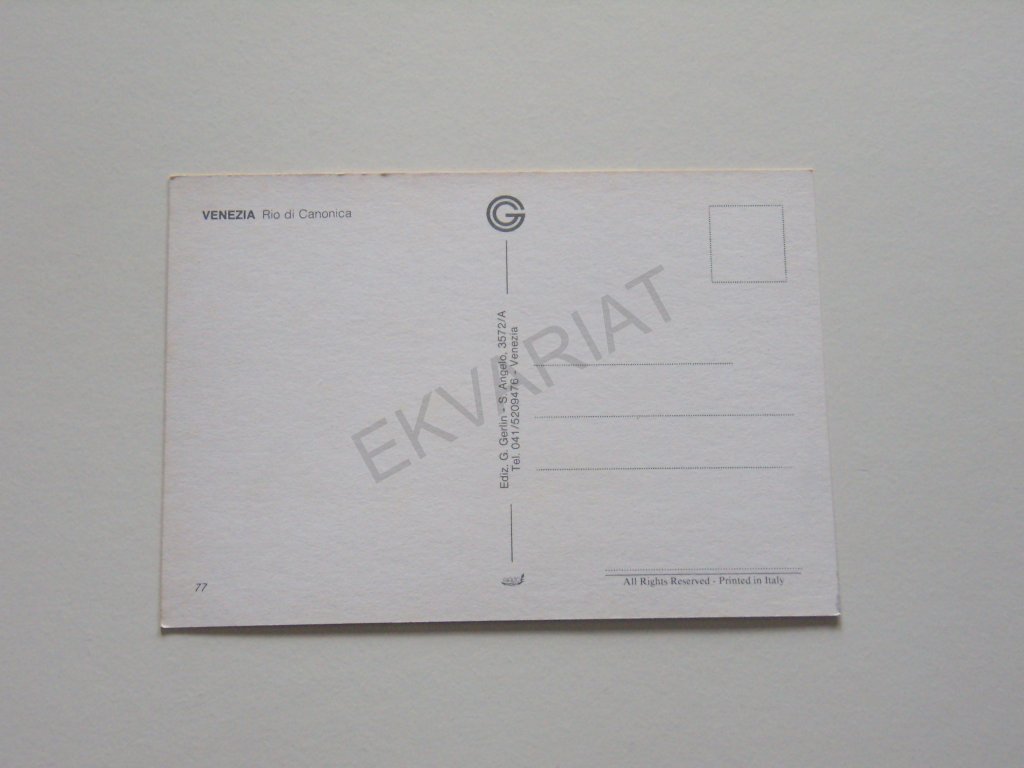 VENEZIA Rio di Canonica
G
Ediz. G. Gerlin - S. Angelo, 3572/A
Tel. 041/5209476 - Venezia
EKVARIAT
77
All Rights Reserved - Printed in Italy